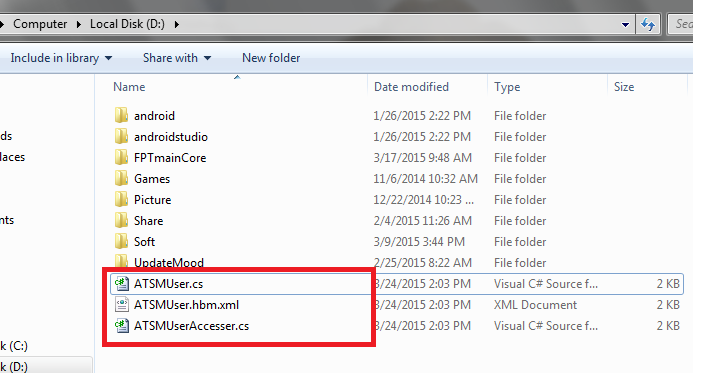 Computer Local Disk (D:) Sea
Include in library Share with New folder
Name Date modified Type Size
android 1/26/2015 2:22 PM File folder
androidstudio 1/26/2015 2:22 PM File folder
ds FPTmainCore 3/17/2015 9:48 AM File folder
laces Games 11/6/2014 10:32 AM File folder
Picture 12/22/2014 10:23 ... File folder
nts Share 2/4/2015 11:26 AM File folder
Soft 3/9/2015 3:44 PM File folder
UpdateMood 2/25/2015 8:22 AM File folder
ATSMUser.cs 3/24/2015 2:03 PM Visual C# Source f... 2 KB
ATSMUser.hbm.xml 3/24/2015 2:03 PM XML Document 2 KB
ATSMUserAccesser.cs 3/24/2015 2:03 PM Visual C# Source f... 2 KB
k (C:)
k (D:)